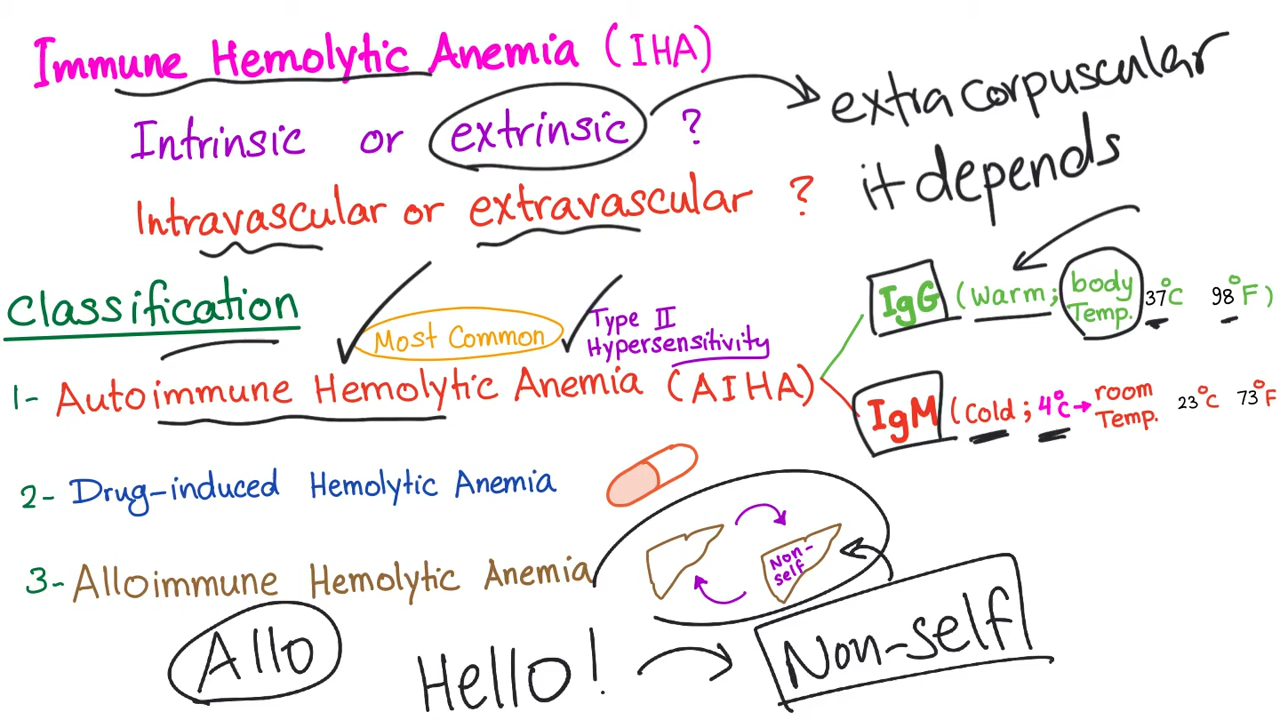 Immune Hemolytic Anemia (IHA)
Intrinsic or extrinsic ?
extracorpuscular
Intravascular or extravascular ?
it depends
Classification
Most Common
Type II
Hypersensitivity
1- Autoimmune Hemolytic Anemia (AIHA)
IgG (Warm; body Temp. 37°C 98°F)
IgM (Cold; 4°C → room Temp. 23°C 73°F
2- Drug-induced Hemolytic Anemia
3- Alloimmune Hemolytic Anemia
Non-
self
Allo
Hello! → Non-self